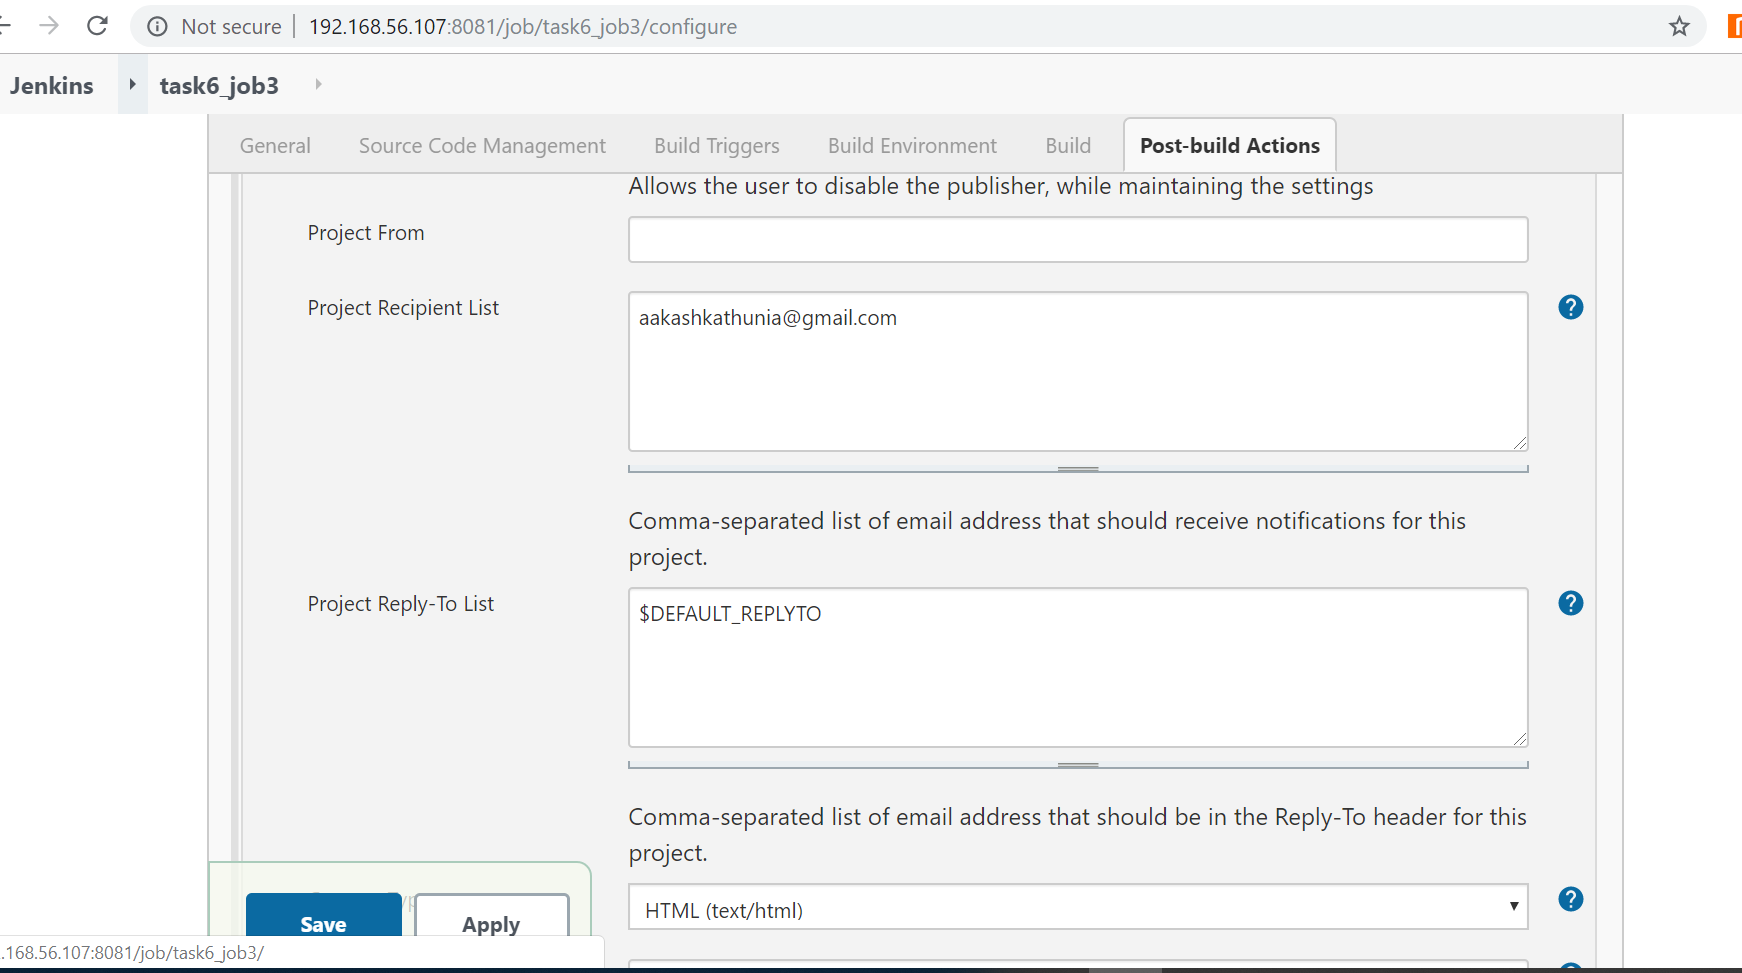 Not secure | 192.168.56.107:8081/job/task6_job3/configure
Jenkins task6_job3
General Source Code Management Build Triggers Build Environment Build Post-build Actions
Allows the user to disable the publisher, while maintaining the settings
Project From
Project Recipient List
aakashkathunia@gmail.com
Comma-separated list of email address that should receive notifications for this
project.
Project Reply-To List
$DEFAULT_REPLYTO
Comma-separated list of email address that should be in the Reply-To header for this
project.
HTML (text/html)
Save Apply
.168.56.107:8081/job/task6_job3/